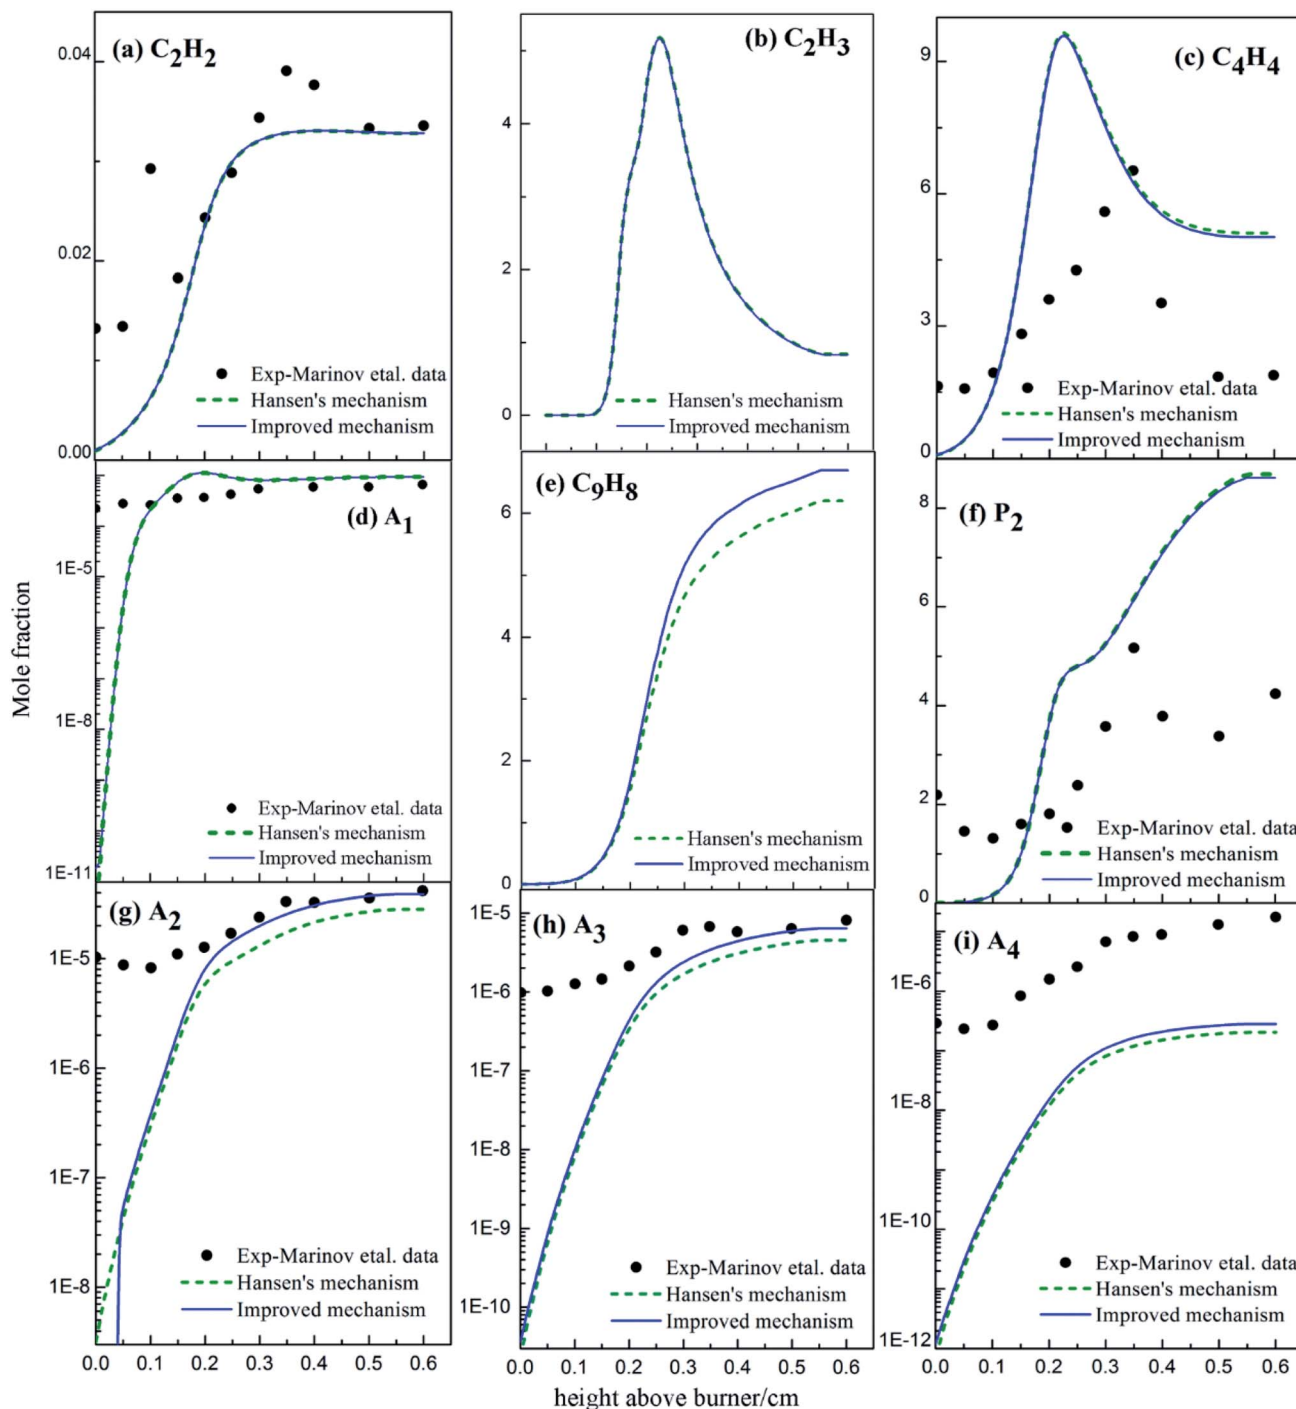 (a) C2H2
0.04
0.02
0.00
Exp-Marinov etal. data
Hansen's mechanism
Improved mechanism
(b) C2H3
4
2
0
Hansen's mechanism
Improved mechanism
(c) C4H4
9
6
3
0
Exp-Marinov etal. data
Hansen's mechanism
Improved mechanism
Mole fraction
(d) A1
1E-5
1E-8
1E-11
Exp-Marinov etal. data
Hansen's mechanism
Improved mechanism
(e) C9H8
6
4
2
0
Hansen's mechanism
Improved mechanism
(f) P2
8
6
4
2
0
Exp-Marinov etal. data
Hansen's mechanism
Improved mechanism
(g) A2
1E-5
1E-6
1E-7
1E-8
Exp-Marinov etal. data
Hansen's mechanism
Improved mechanism
0.0 0.1 0.2 0.3 0.4 0.5 0.6
(h) A3
1E-5
1E-6
1E-7
1E-8
1E-9
1E-10
Exp-Marinov etal. data
Hansen's mechanism
Improved mechanism
0.0 0.1 0.2 0.3 0.4 0.5 0.6
(i) A4
1E-6
1E-8
1E-10
1E-12
Exp-Marinov etal. data
Hansen's mechanism
Improved mechanism
0.0 0.1 0.2 0.3 0.4 0.5 0.6
height above burner/cm